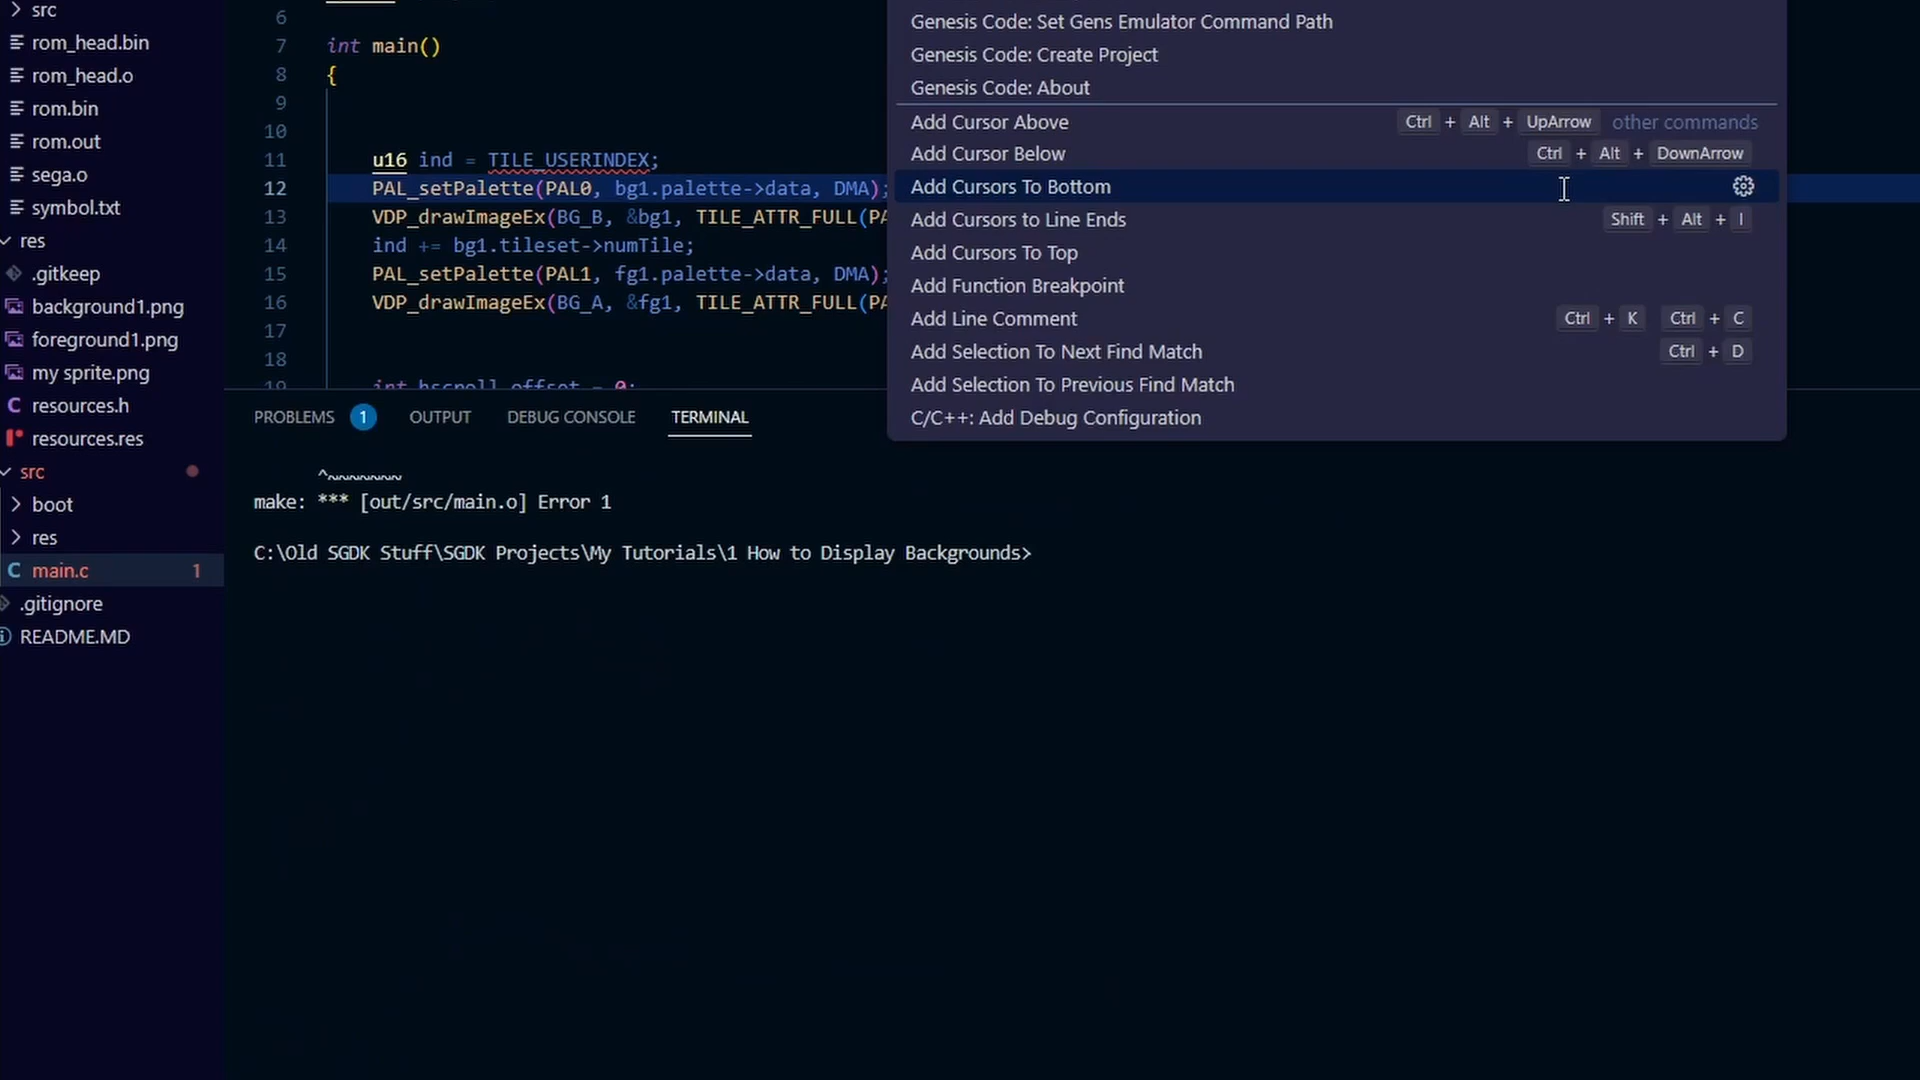 src
rom_head.bin
rom_head.o
rom.bin
rom.out
sega.o
symbol.txt
res
.gitkeep
background1.png
foreground1.png
my sprite.png
resources.h
resources.res
src
boot
res
main.c 1
.gitignore
README.MD
6
7 int main()
8 {
9
10
11 u16 ind = TILE_USERINDEX;
12 PAL_setPalette(PAL0, bg1.palette->data, DMA);
13 VDP_drawImageEx(BG_B, &bg1, TILE_ATTR_FULL(PA
14 ind += bg1.tileset->numTile;
15 PAL_setPalette(PAL1, fg1.palette->data, DMA);
16 VDP_drawImageEx(BG_A, &fg1, TILE_ATTR_FULL(PA
17
18
19 int hscroll_offset = 0;
Genesis Code: Set Gens Emulator Command Path
Genesis Code: Create Project
Genesis Code: About
Add Cursor Above Ctrl + Alt + UpArrow other commands
Add Cursor Below Ctrl + Alt + DownArrow
Add Cursors To Bottom
Add Cursors to Line Ends Shift + Alt + I
Add Cursors To Top
Add Function Breakpoint
Add Line Comment Ctrl + K Ctrl + C
Add Selection To Next Find Match Ctrl + D
Add Selection To Previous Find Match
C/C++: Add Debug Configuration
PROBLEMS 1 OUTPUT DEBUG CONSOLE TERMINAL
^~~~~~~~
make: *** [out/src/main.o] Error 1
C:\Old SGDK Stuff\SGDK Projects\My Tutorials\1 How to Display Backgrounds>